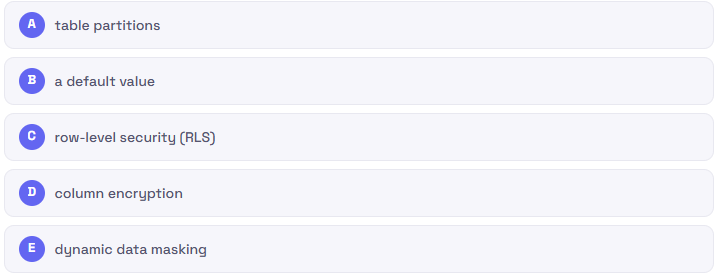 A table partitions
B a default value
C row-level security (RLS)
D column encryption
E dynamic data masking